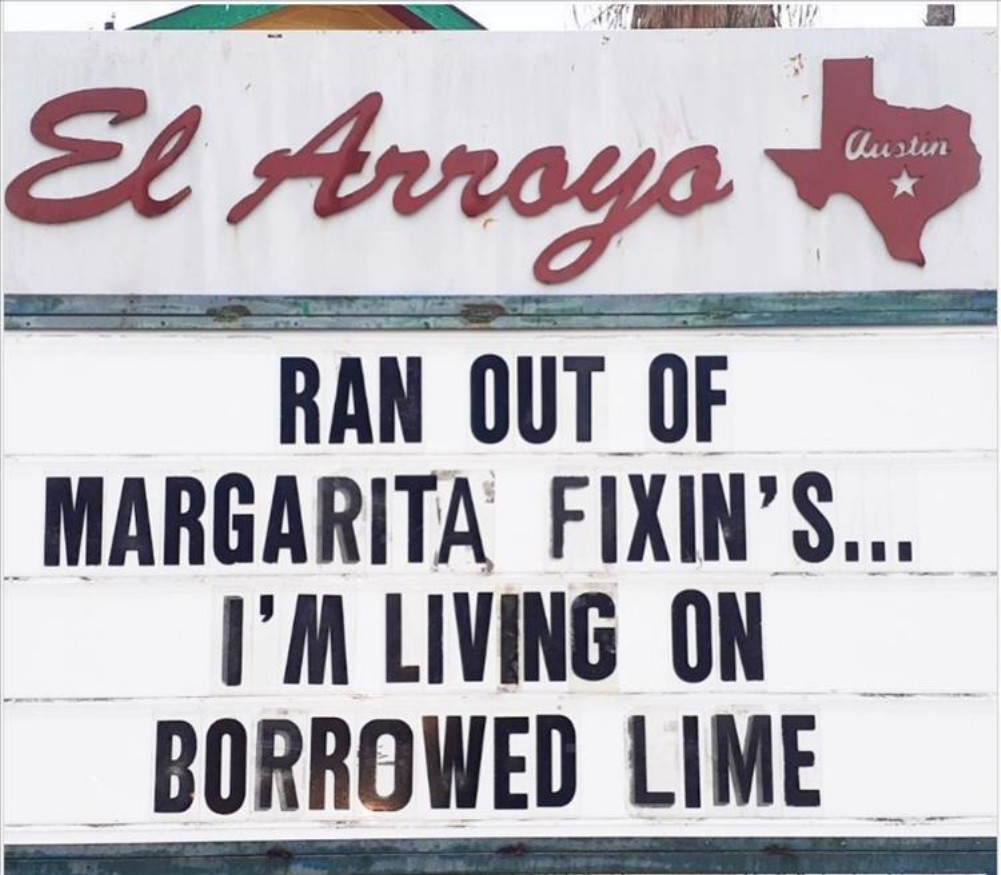 El Arroyo
Austin
RAN OUT OF
MARGARITA FIXIN'S...
I'M LIVING ON
BORROWED LIME